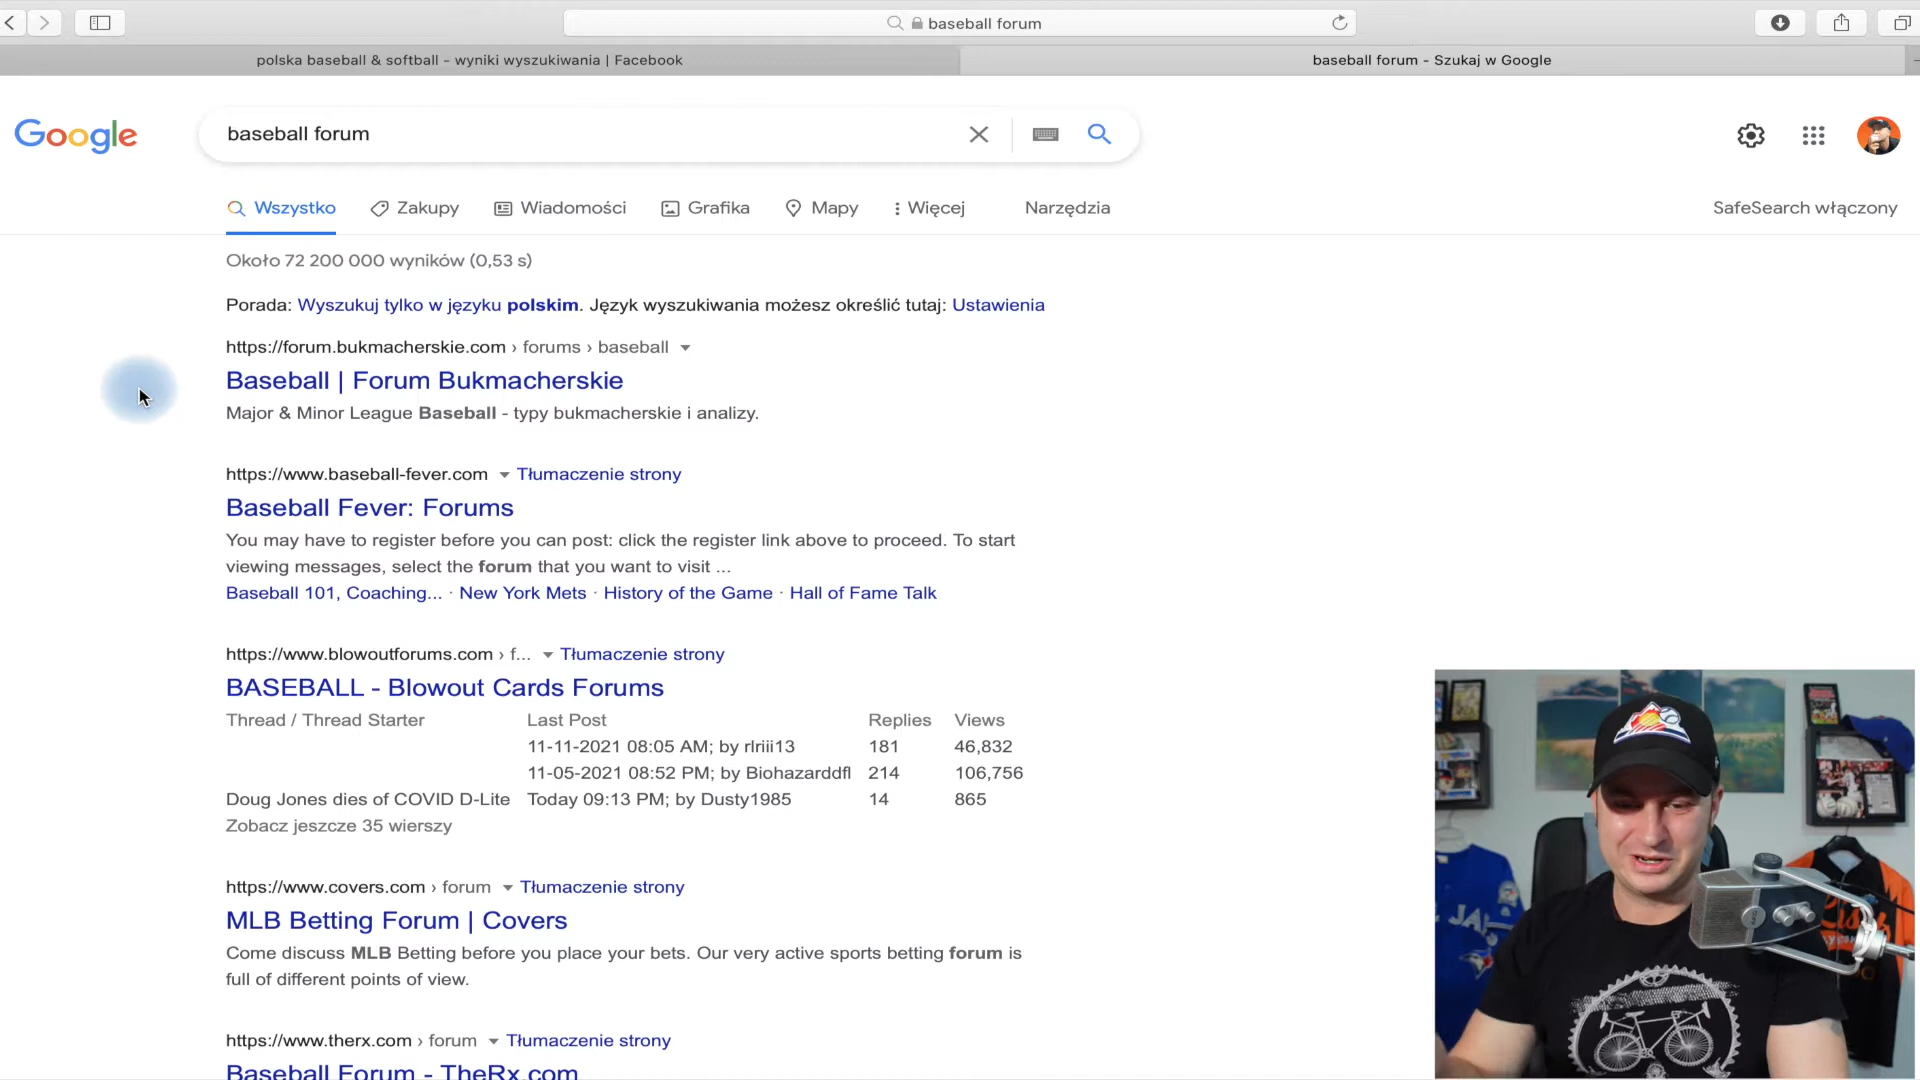 baseball forum
polska baseball & softball – wyniki wyszukiwania | Facebook
baseball forum - Szukaj w Google
Google
baseball forum
Wszystko
Zakupy
Wiadomości
Grafika
Mapy
Więcej
Narzędzia
SafeSearch włączony
Około 72 200 000 wyników (0,53 s)
Porada: Wyszukuj tylko w języku polskim. Język wyszukiwania możesz określić tutaj: Ustawienia
https://forum.bukmacherskie.com › forums › baseball
Baseball | Forum Bukmacherskie
Major & Minor League Baseball - typy bukmacherskie i analizy.
https://www.baseball-fever.com Tłumaczenie strony
Baseball Fever: Forums
You may have to register before you can post: click the register link above to proceed. To start
viewing messages, select the forum that you want to visit ...
Baseball 101, Coaching... · New York Mets · History of the Game · Hall of Fame Talk
https://www.blowoutforums.com › f... Tłumaczenie strony
BASEBALL - Blowout Cards Forums
Thread / Thread Starter Last Post Replies Views
11-11-2021 08:05 AM; by rlriii13 181 46,832
11-05-2021 08:52 PM; by Biohazarddfl 214 106,756
Doug Jones dies of COVID D-Lite Today 09:13 PM; by Dusty1985 14 865
Zobacz jeszcze 35 wierszy
https://www.covers.com › forum Tłumaczenie strony
MLB Betting Forum | Covers
Come discuss MLB Betting before you place your bets. Our very active sports betting forum is
full of different points of view.
https://www.therx.com › forum Tłumaczenie strony
Baseball Forum - TheRx.com